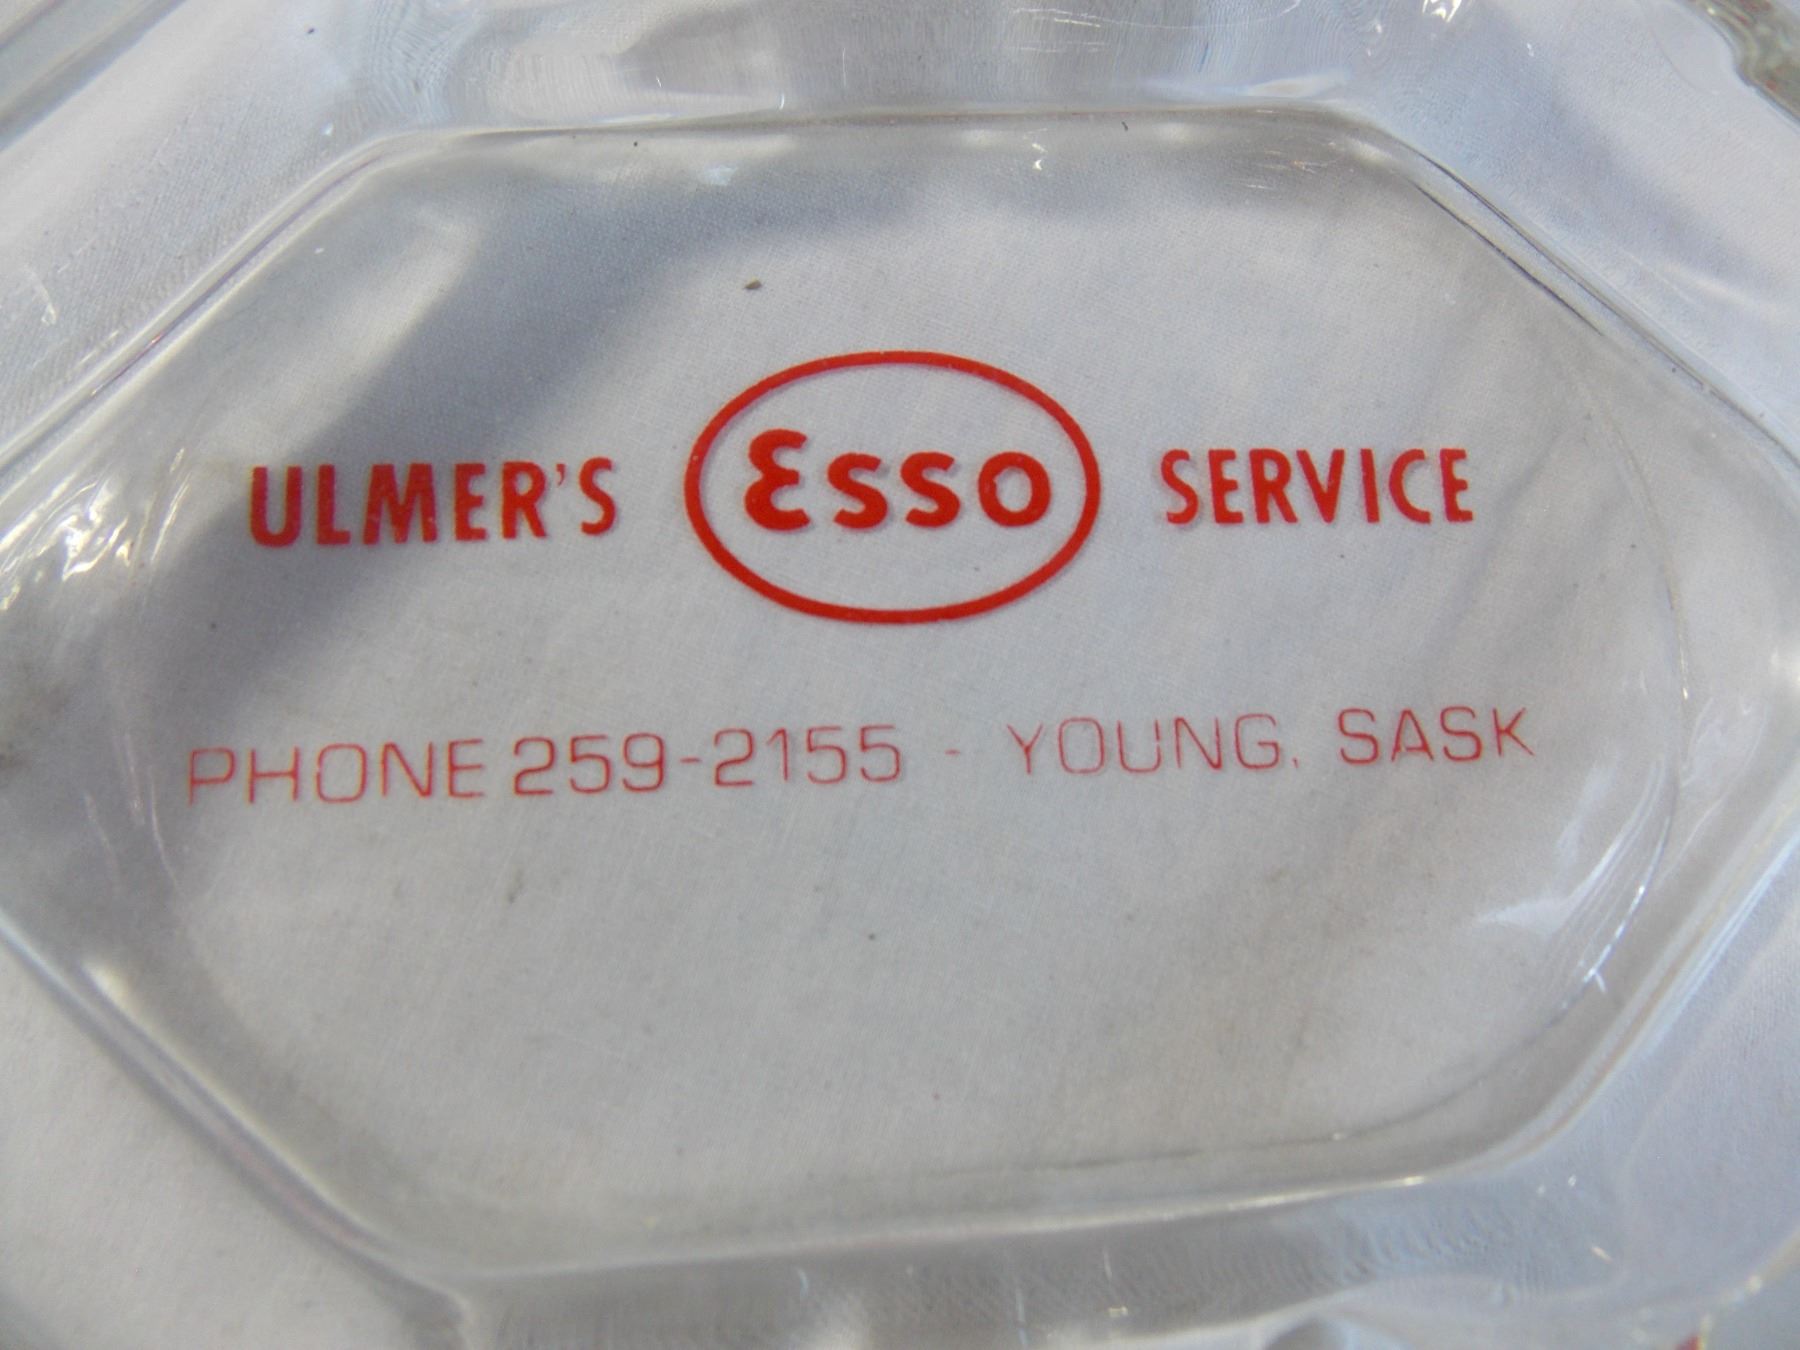 ULMER'S Esso SERVICE
PHONE 259-2155 - YOUNG, SASK